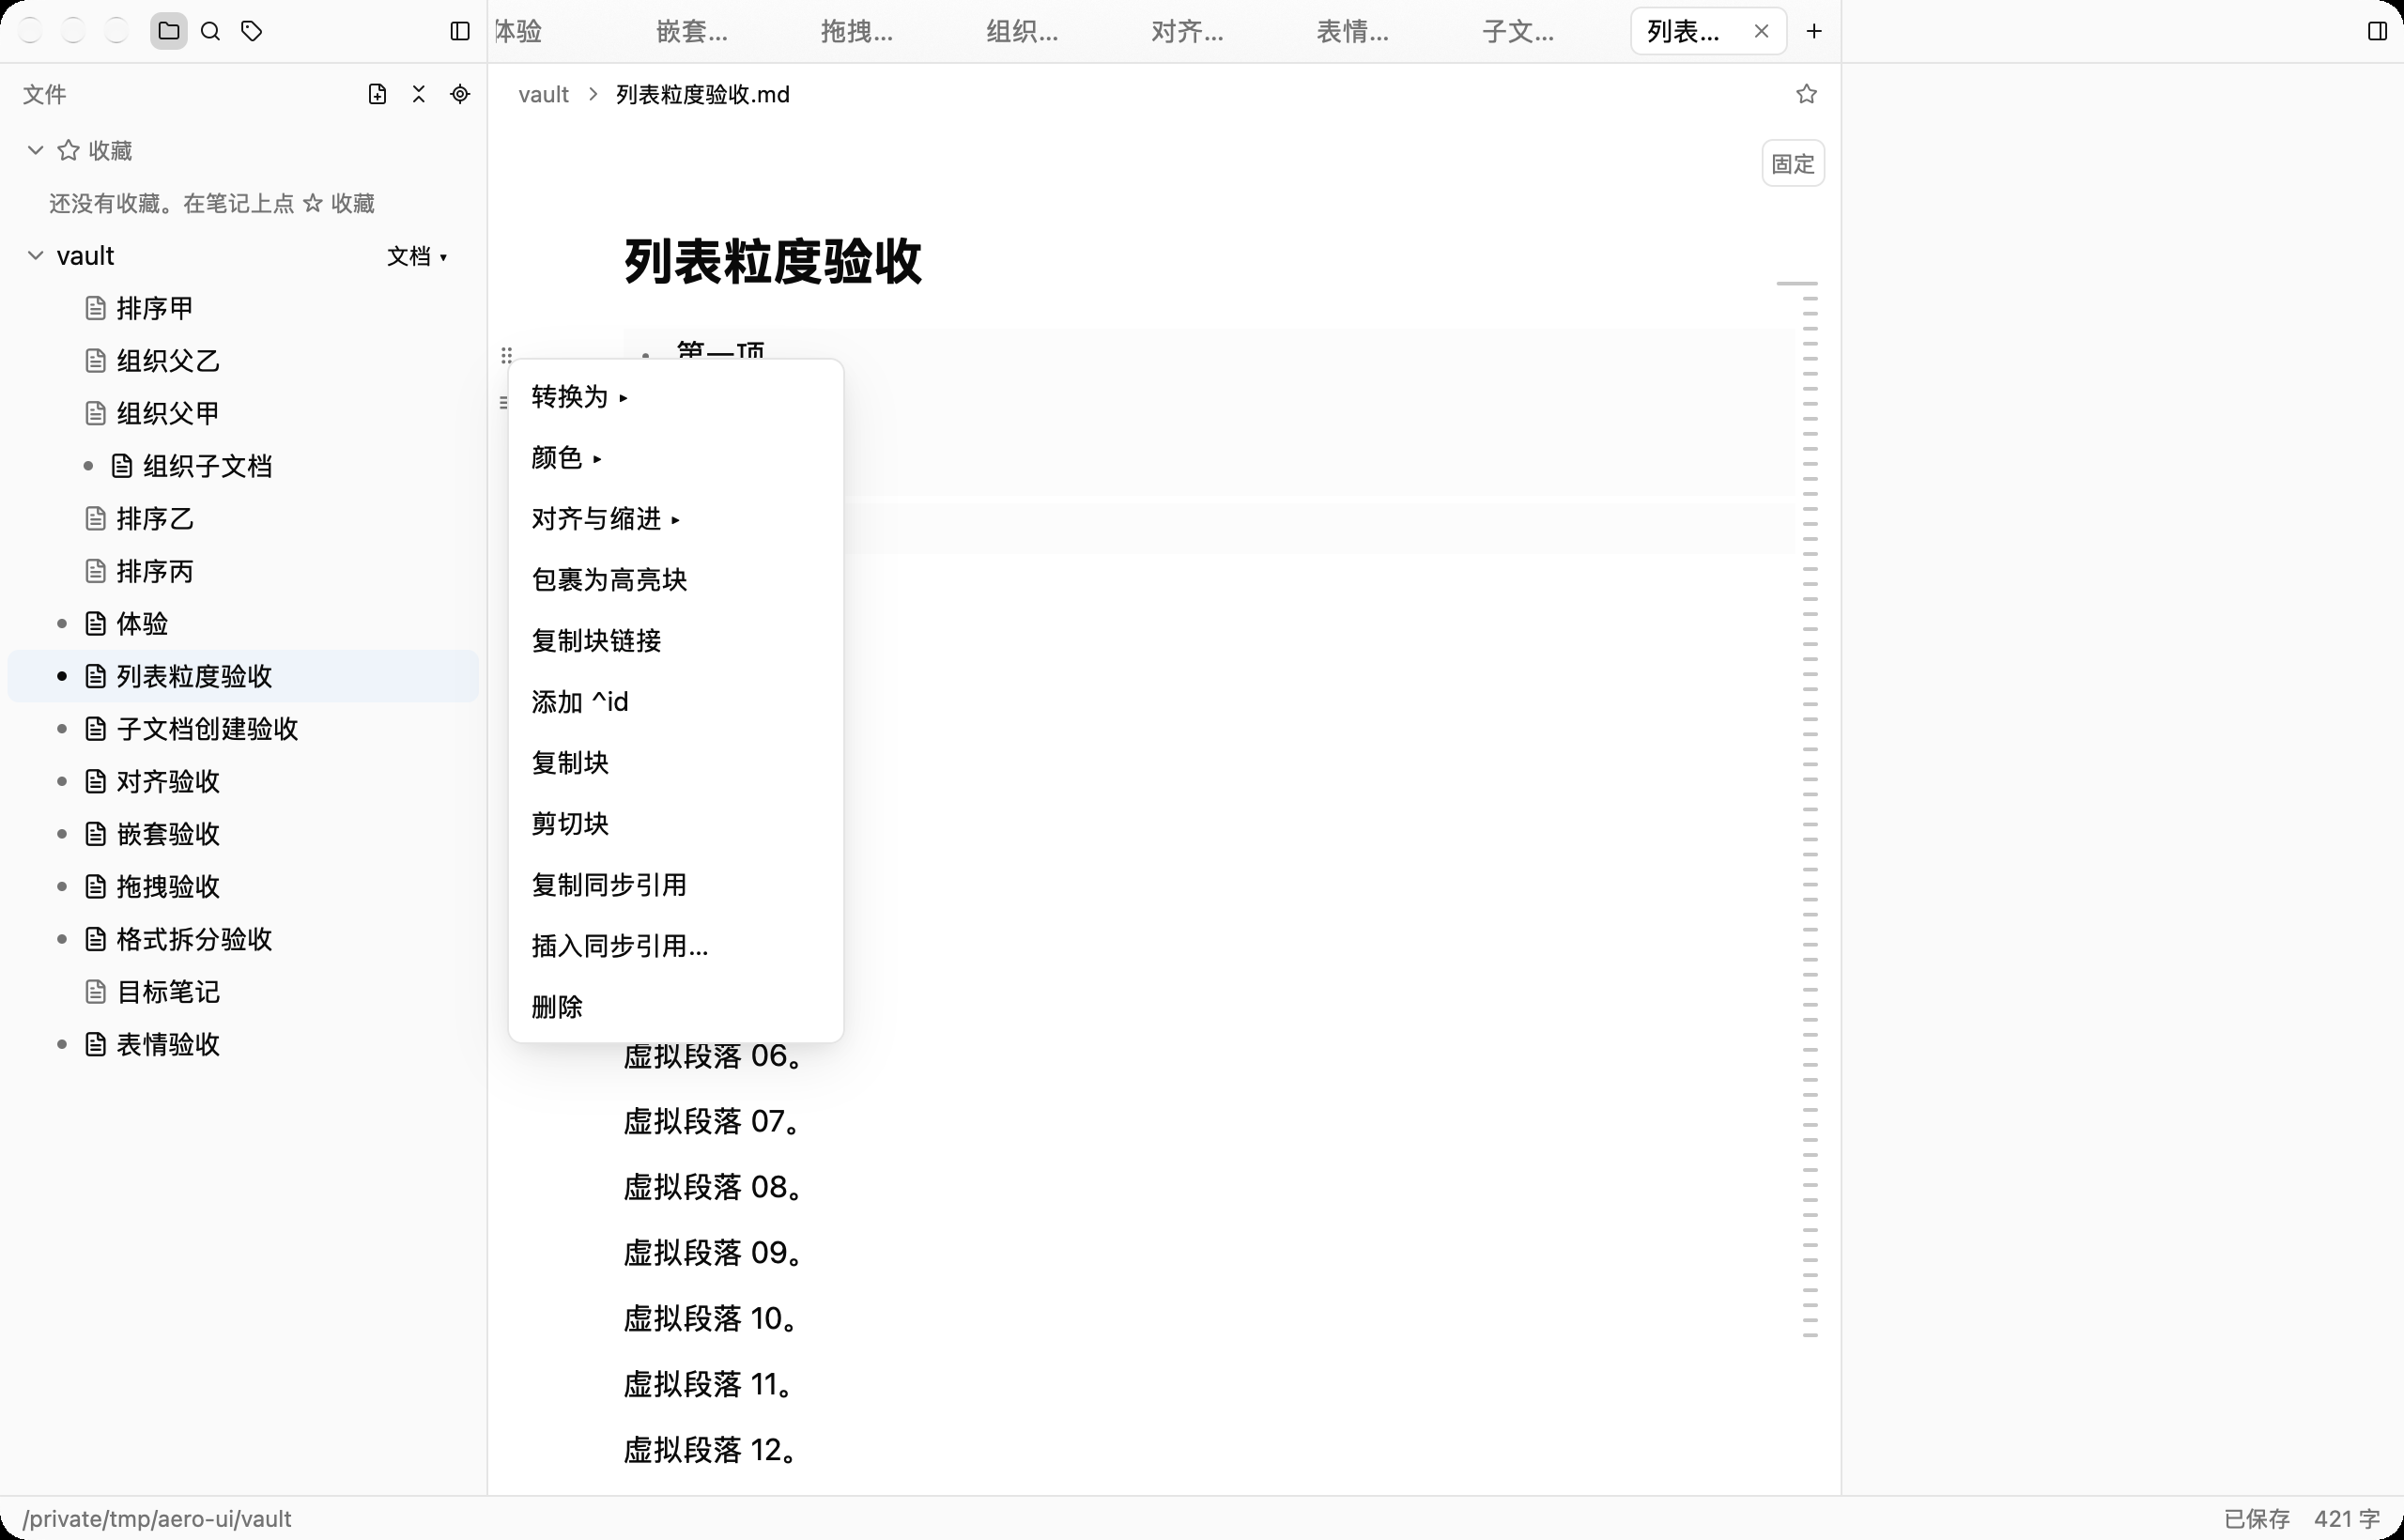 体验
嵌套...
拖拽...
组织...
对齐...
表情...
子文...
列表...
文件
收藏
还没有收藏。在笔记上点 ☆ 收藏
vault
文档
排序甲
组织父乙
组织父甲
组织子文档
排序乙
排序丙
体验
列表粒度验收
子文档创建验收
对齐验收
嵌套验收
拖拽验收
格式拆分验收
目标笔记
表情验收
vault > 列表粒度验收.md
固定
列表粒度验收
第一项
转换为
颜色
对齐与缩进
包裹为高亮块
复制块链接
添加 ^id
复制块
剪切块
复制同步引用
插入同步引用...
删除
虚拟段落 06。
虚拟段落 07。
虚拟段落 08。
虚拟段落 09。
虚拟段落 10。
虚拟段落 11。
虚拟段落 12。
/private/tmp/aero-ui/vault
已保存 421 字